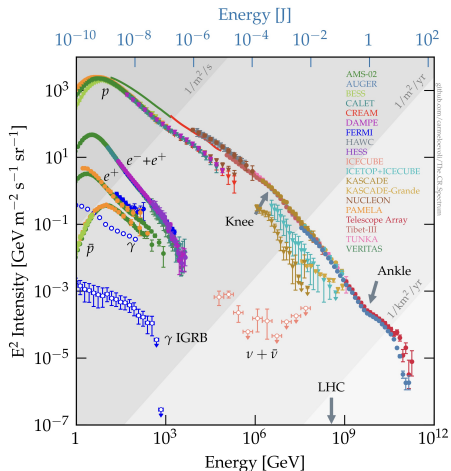 Energy [J]
10⁻¹⁰ 10⁻⁸ 10⁻⁶ 10⁻⁴ 10⁻² 1 10²
E² Intensity [GeV m⁻² s⁻¹ sr⁻¹]
10³
10
10⁻¹
10⁻³
10⁻⁵
10⁻⁷
1/m²/s
1/m²/yr
1/km²/yr
p
e⁻ + e⁺
e⁺
p̄
γ
γ IGRB
ν + ν̄
Knee
Ankle
LHC
AMS-02
AUGER
BESS
CALET
CREAM
DAMPE
FERMI
HAWC
HESS
ICECUBE
ICETOP+ICECUBE
KASCADE
KASCADE-Grande
NUCLEON
PAMELA
Telescope Array
Tibet-III
TUNKA
VERITAS
github.com/carmeloevoli/The_CR_Spectrum
1 10³ 10⁶ 10⁹ 10¹²
Energy [GeV]